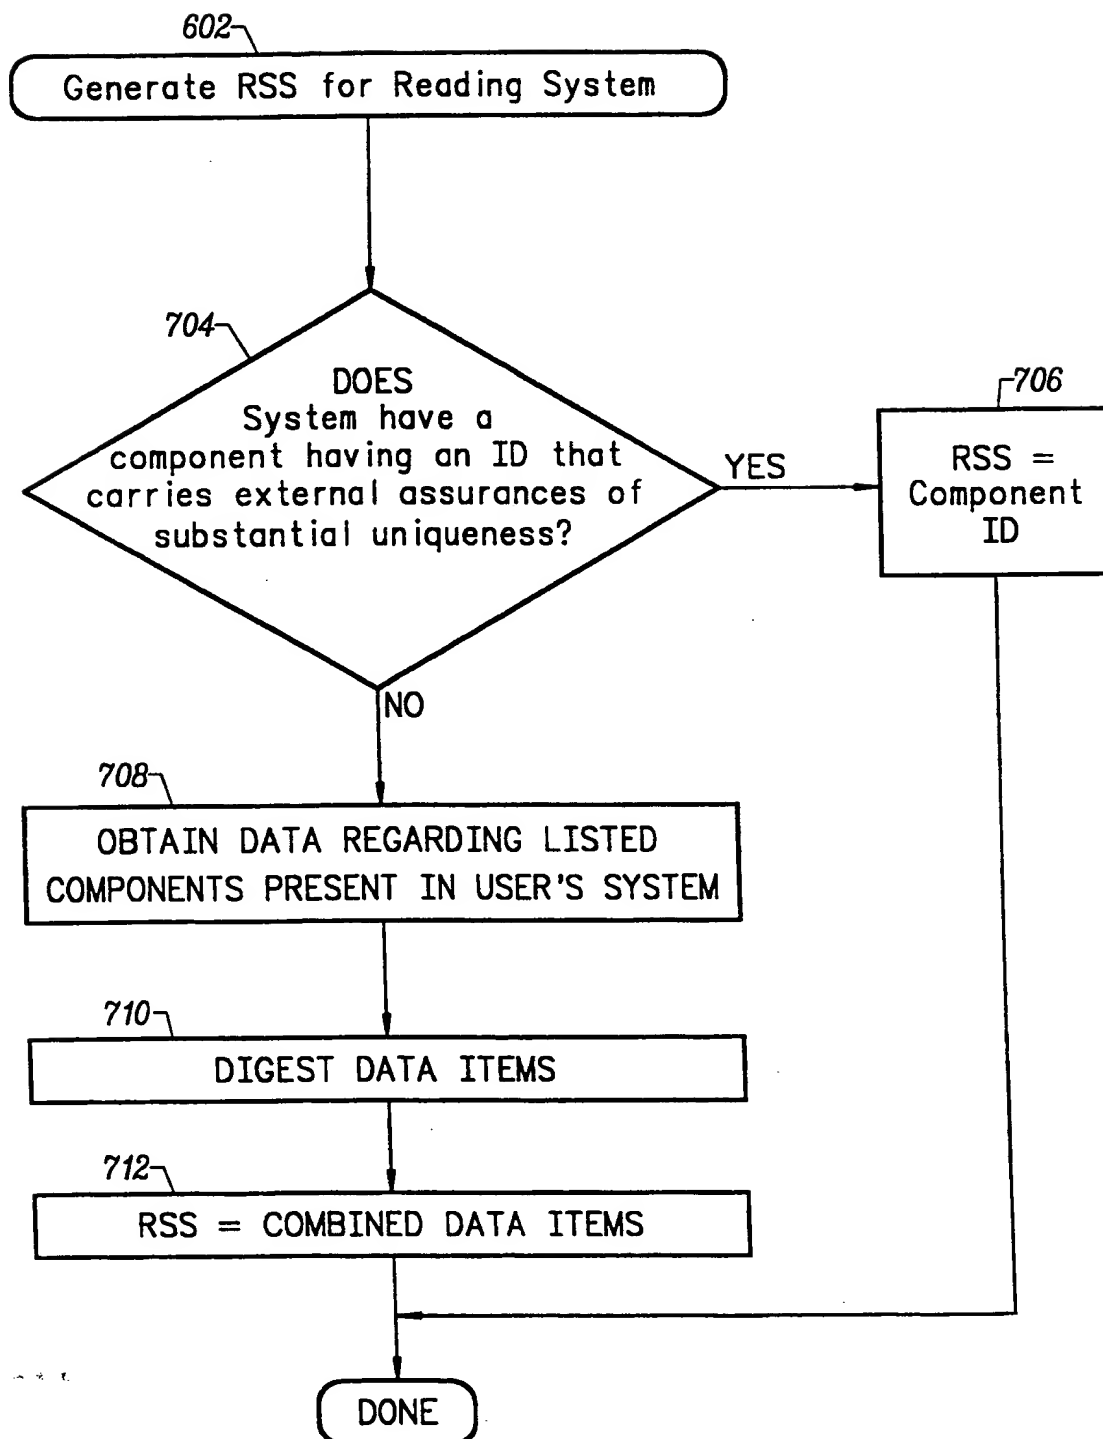 602
Generate RSS for Reading System
704
DOES
System have a
component having an ID that
carries external assurances of
substantial uniqueness?
YES
706
RSS =
Component
ID
NO
708
OBTAIN DATA REGARDING LISTED
COMPONENTS PRESENT IN USER'S SYSTEM
710
DIGEST DATA ITEMS
712
RSS = COMBINED DATA ITEMS
DONE